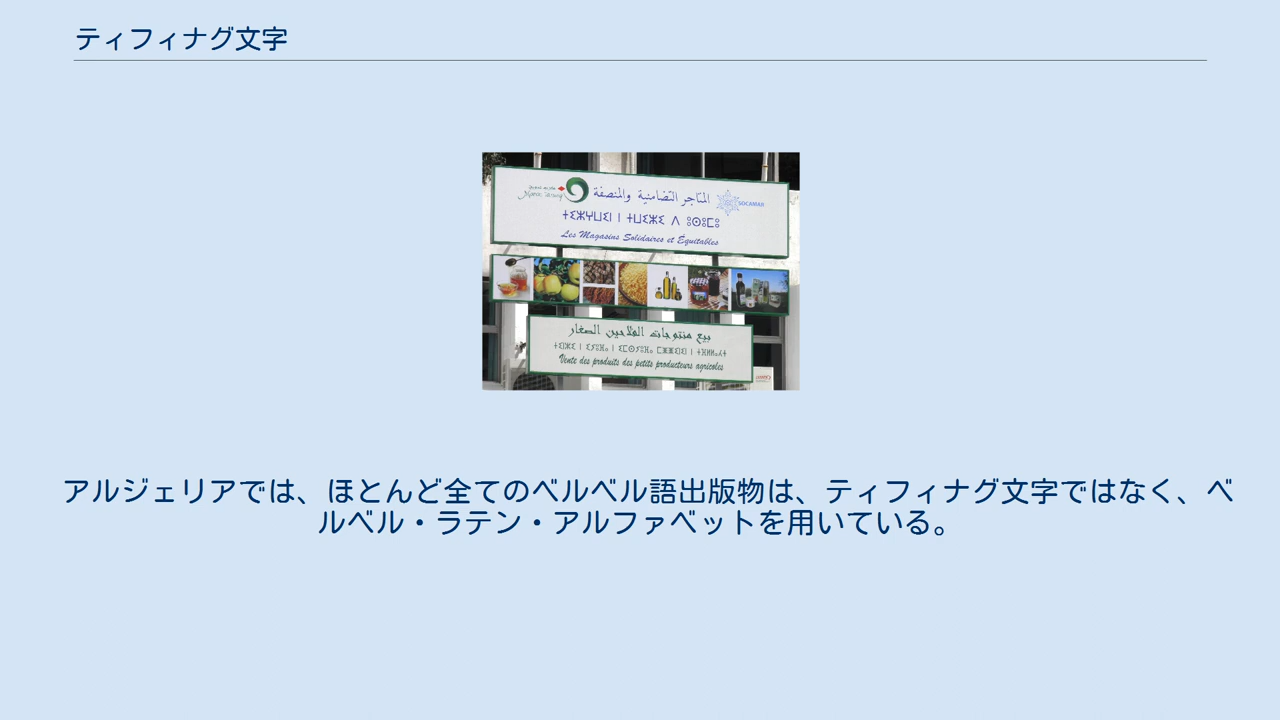 ティフィナグ文字
المتاجر التضامنية والمنصفة
SOCAMAR
Les Magasins Solidaires et Équitables
بيع منتوجات الفلاحين الصغار
Vente des produits des petits producteurs agricoles
アルジェリアでは、ほとんど全てのベルベル語出版物は、ティフィナグ文字ではなく、ベ
ルベル・ラテン・アルファベットを用いている。